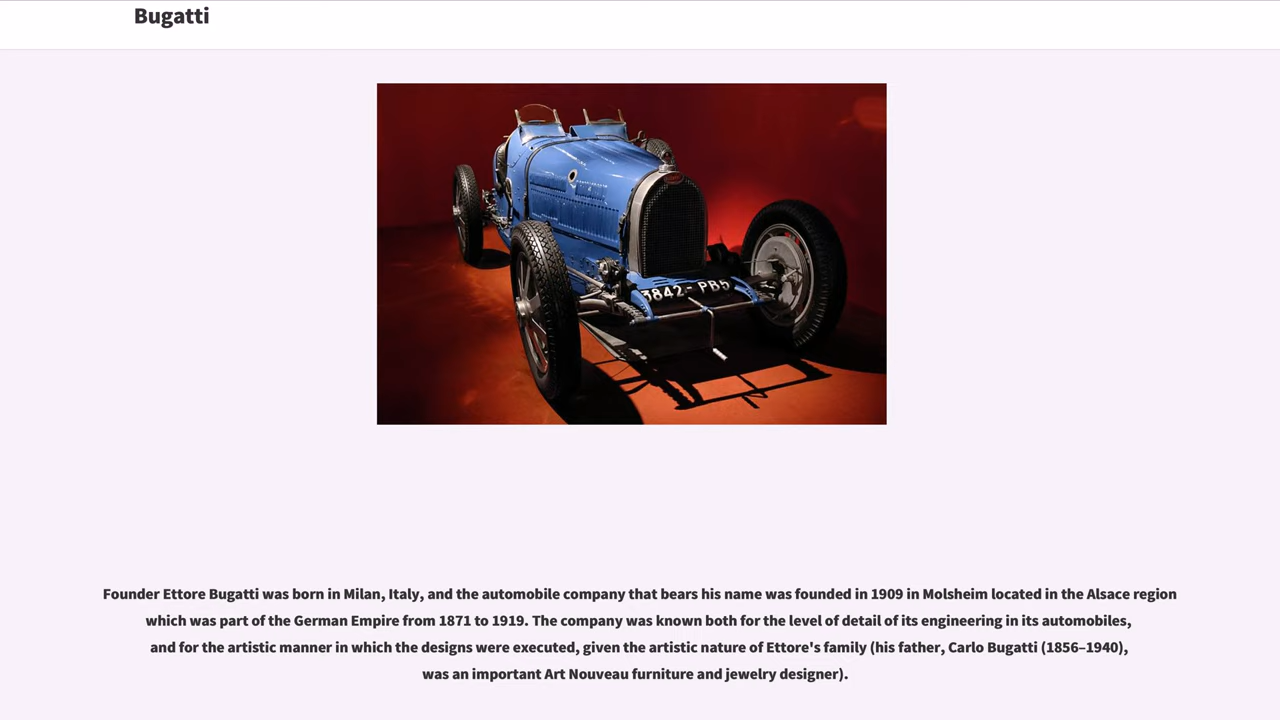 Bugatti
3842- PB5
Founder Ettore Bugatti was born in Milan, Italy, and the automobile company that bears his name was founded in 1909 in Molsheim located in the Alsace region
which was part of the German Empire from 1871 to 1919. The company was known both for the level of detail of its engineering in its automobiles,
and for the artistic manner in which the designs were executed, given the artistic nature of Ettore's family (his father, Carlo Bugatti (1856–1940),
was an important Art Nouveau furniture and jewelry designer).